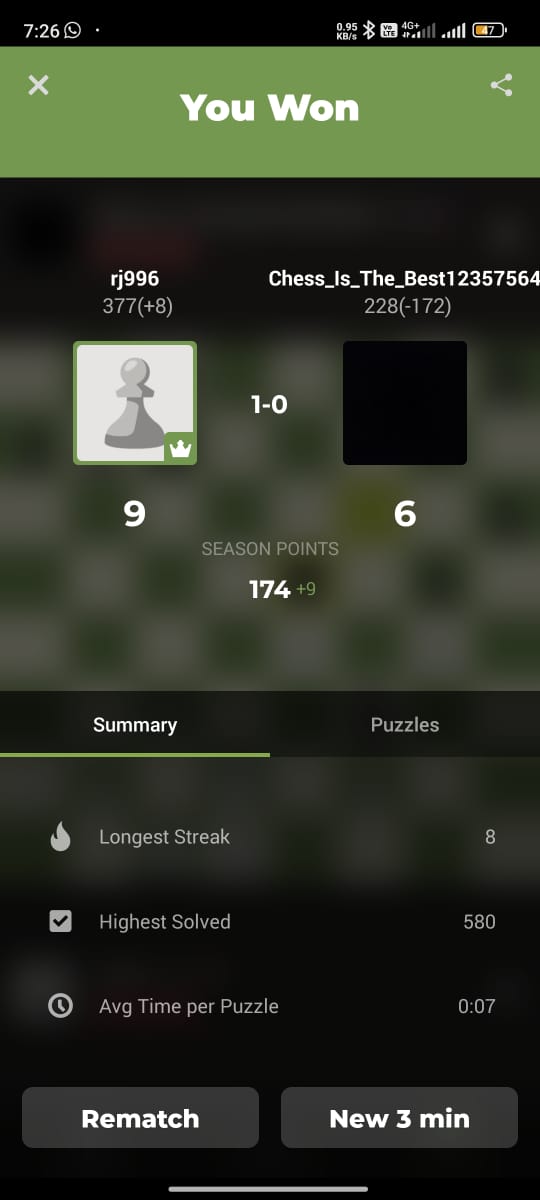 7:26
0.95 KB/s
Vo LTE
4G+
47
You Won
rj996
Chess_Is_The_Best12357564
377(+8)
228(-172)
1-0
9
6
SEASON POINTS
174 +9
Summary
Puzzles
Longest Streak
8
Highest Solved
580
Avg Time per Puzzle
0:07
Rematch
New 3 min